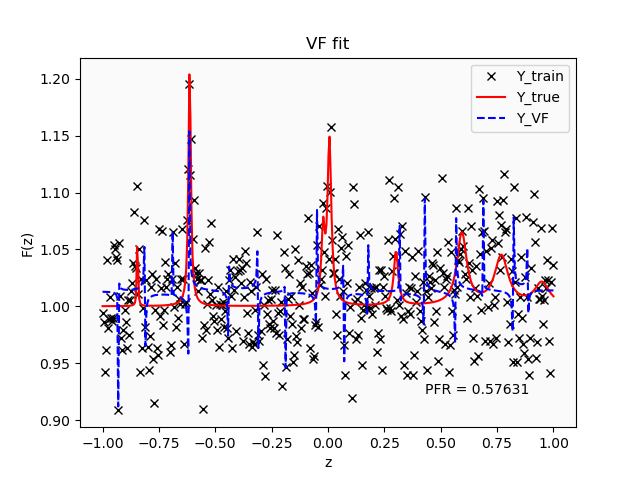 VF fit
Y_train
Y_true
Y_VF
1.20
1.15
1.10
1.05
1.00
0.95
0.90
F(z)
PFR = 0.57631
−1.00 −0.75 −0.50 −0.25 0.00 0.25 0.50 0.75 1.00
z